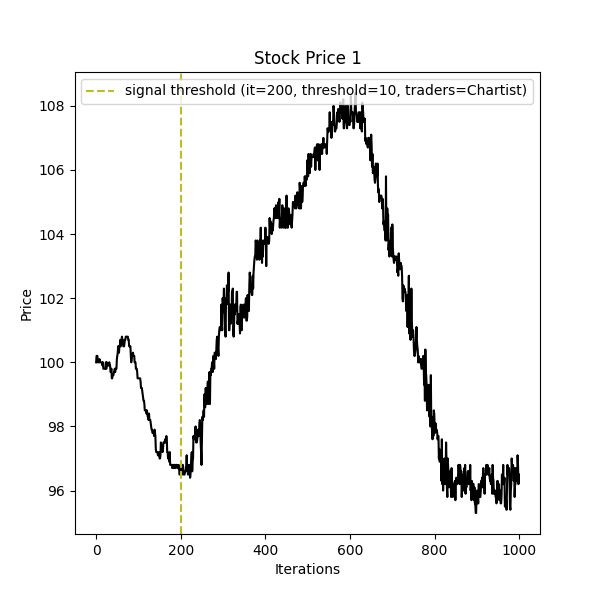 Stock Price 1
signal threshold (it=200, threshold=10, traders=Chartist)
108
106
104
102
100
98
96
Price
0 200 400 600 800 1000
Iterations